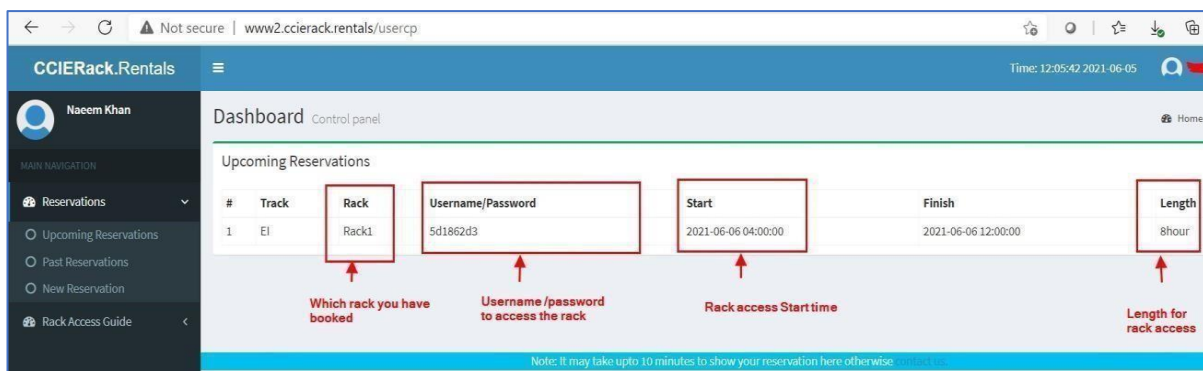 Not secure | www2.ccierack.rentals/usercp
CCIERack.Rentals
Time: 12:05:42 2021-06-05
Naeem Khan
Dashboard Control panel
Home
MAIN NAVIGATION
Upcoming Reservations
Reservations
# Track Rack Username/Password Start Finish Length
Upcoming Reservations
1 EI Rack1 5d1862d3 2021-06-06 04:00:00 2021-06-06 12:00:00 8hour
Past Reservations
New Reservation
Which rack you have
booked
Username/password
to access the rack
Rack access Start time
Length for
rack access
Rack Access Guide
Note: It may take upto 10 minutes to show your reservation here otherwise contact us.